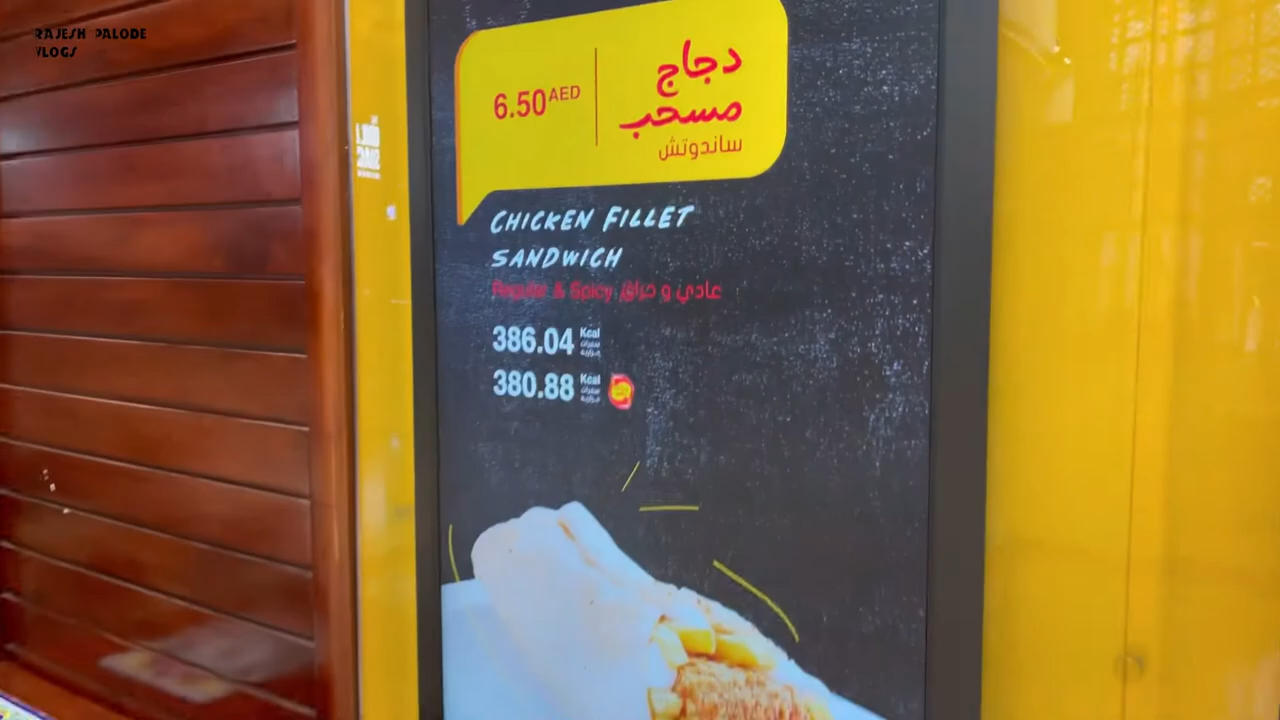 RAJESH PALODE
VLOGS
6.50 AED
دجاج
مسحب
ساندوتش
CHICKEN FILLET
SANDWICH
Regular & Spicy عادي و حراق
386.04 Kcal
380.88 Kcal